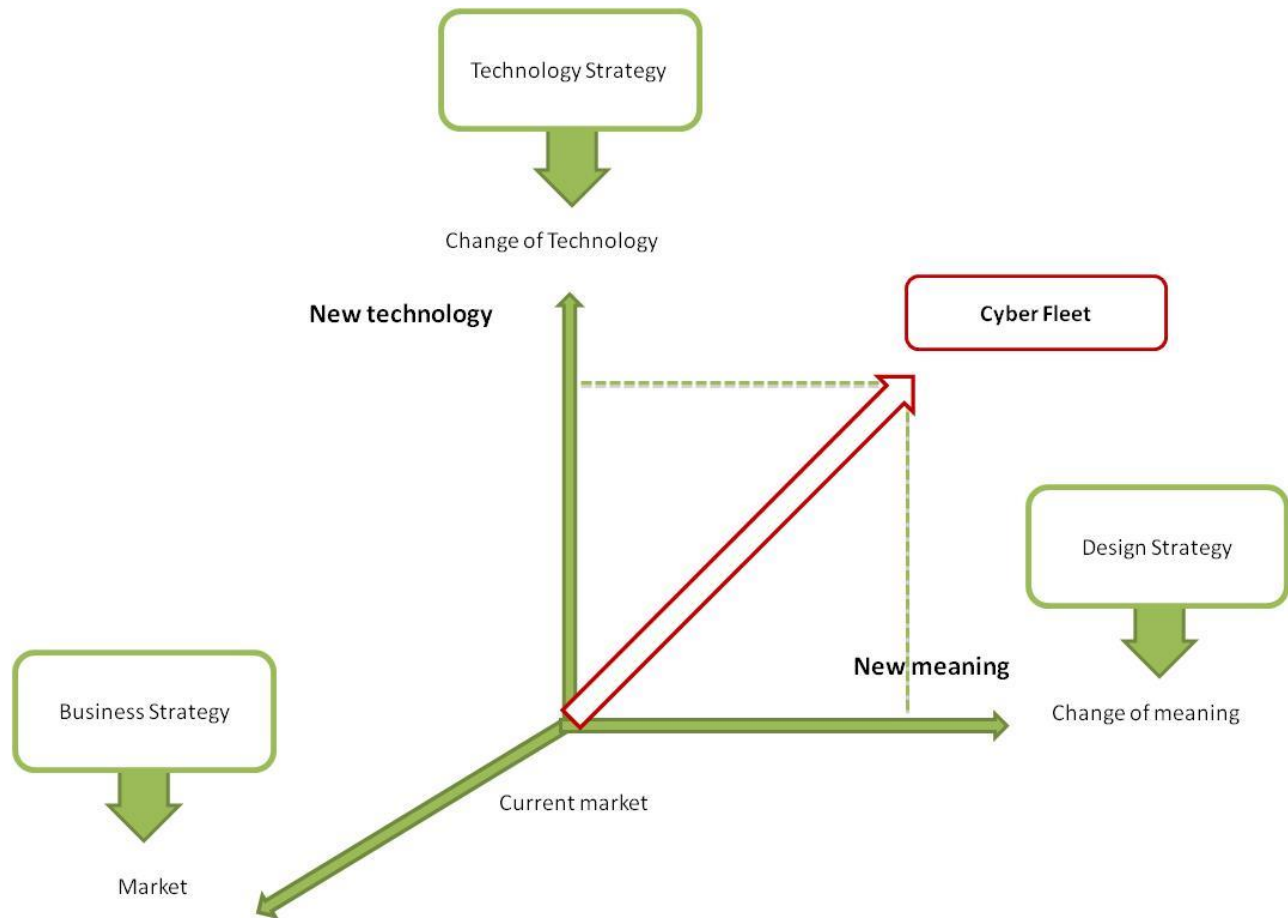 Technology Strategy
Change of Technology
New technology
Cyber Fleet
Design Strategy
New meaning
Business Strategy
Change of meaning
Current market
Market